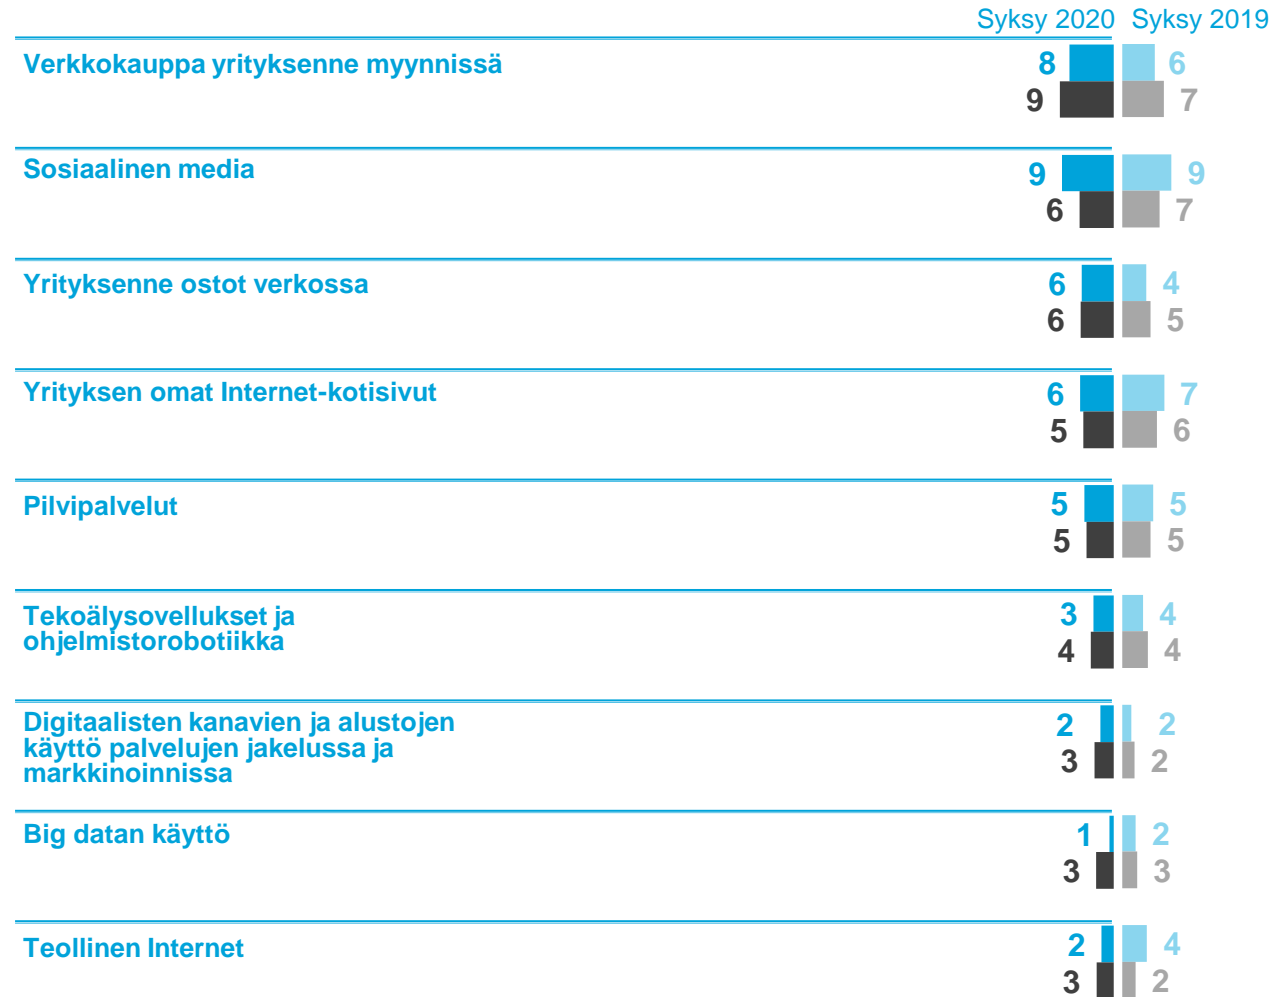 Syksy 2020 Syksy 2019
Verkkokauppa yrityksenne myynnissä
8 6
9 7
Sosiaalinen media
9 9
6 7
Yrityksenne ostot verkossa
6 4
6 5
Yrityksen omat Internet-kotisivut
6 7
5 6
Pilvipalvelut
5 5
5 5
Tekoälysovellukset ja
ohjelmistorobotiikka
3 4
4 4
Digitaalisten kanavien ja alustojen
käyttö palvelujen jakelussa ja
markkinoinnissa
2 2
3 2
Big datan käyttö
1 2
3 3
Teollinen Internet
2 4
3 2